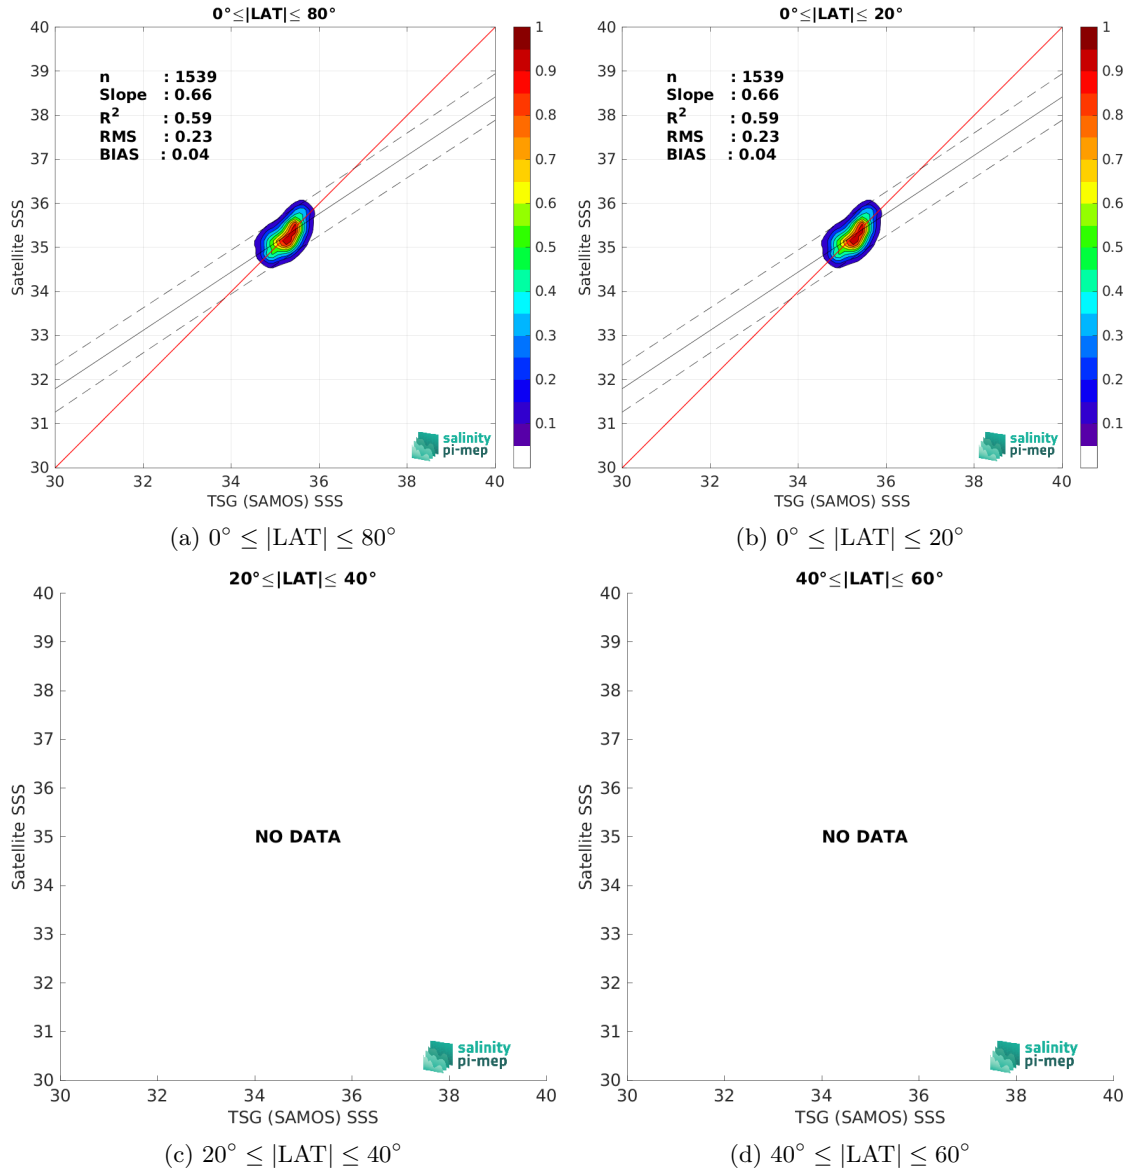 0°≤|LAT|≤ 80°
40
39
38
37
36
35
34
33
32
31
30
Satellite SSS
n : 1539
Slope : 0.66
R² : 0.59
RMS : 0.23
BIAS : 0.04
salinity
pi-mep
30 32 34 36 38 40
TSG (SAMOS) SSS
1
0.9
0.8
0.7
0.6
0.5
0.4
0.3
0.2
0.1
(a) 0° ≤ |LAT| ≤ 80°
0°≤|LAT|≤ 20°
40
39
38
37
36
35
34
33
32
31
30
Satellite SSS
n : 1539
Slope : 0.66
R² : 0.59
RMS : 0.23
BIAS : 0.04
salinity
pi-mep
30 32 34 36 38 40
TSG (SAMOS) SSS
1
0.9
0.8
0.7
0.6
0.5
0.4
0.3
0.2
0.1
(b) 0° ≤ |LAT| ≤ 20°
20°≤|LAT|≤ 40°
40
39
38
37
36
35
34
33
32
31
30
Satellite SSS
NO DATA
salinity
pi-mep
30 32 34 36 38 40
TSG (SAMOS) SSS
(c) 20° ≤ |LAT| ≤ 40°
40°≤|LAT|≤ 60°
40
39
38
37
36
35
34
33
32
31
30
Satellite SSS
NO DATA
salinity
pi-mep
30 32 34 36 38 40
TSG (SAMOS) SSS
(d) 40° ≤ |LAT| ≤ 60°